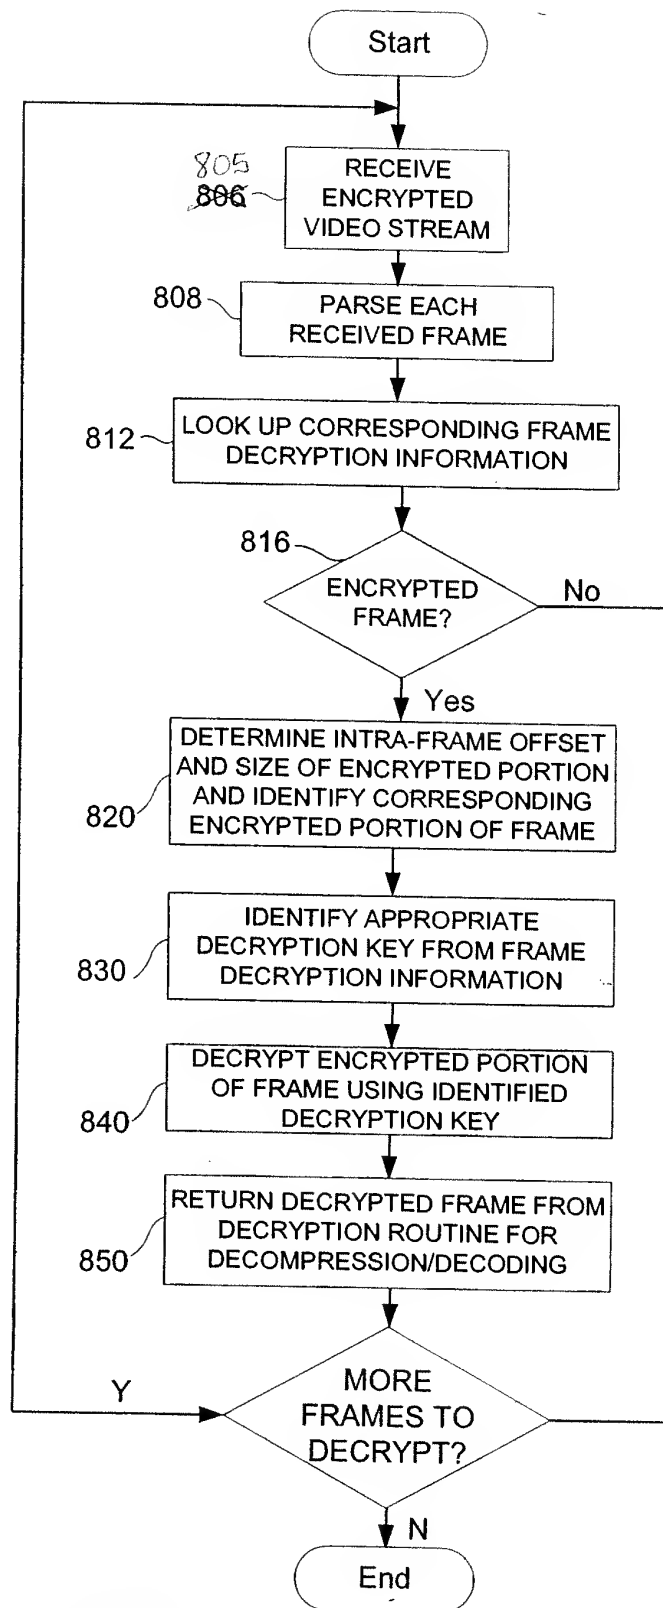 Start
805
806
RECEIVE
ENCRYPTED
VIDEO STREAM
808
PARSE EACH
RECEIVED FRAME
812
LOOK UP CORRESPONDING FRAME
DECRYPTION INFORMATION
816
ENCRYPTED
FRAME?
No
Yes
820
DETERMINE INTRA-FRAME OFFSET
AND SIZE OF ENCRYPTED PORTION
AND IDENTIFY CORRESPONDING
ENCRYPTED PORTION OF FRAME
830
IDENTIFY APPROPRIATE
DECRYPTION KEY FROM FRAME
DECRYPTION INFORMATION
840
DECRYPT ENCRYPTED PORTION
OF FRAME USING IDENTIFIED
DECRYPTION KEY
850
RETURN DECRYPTED FRAME FROM
DECRYPTION ROUTINE FOR
DECOMPRESSION/DECODING
Y
MORE
FRAMES TO
DECRYPT?
N
End